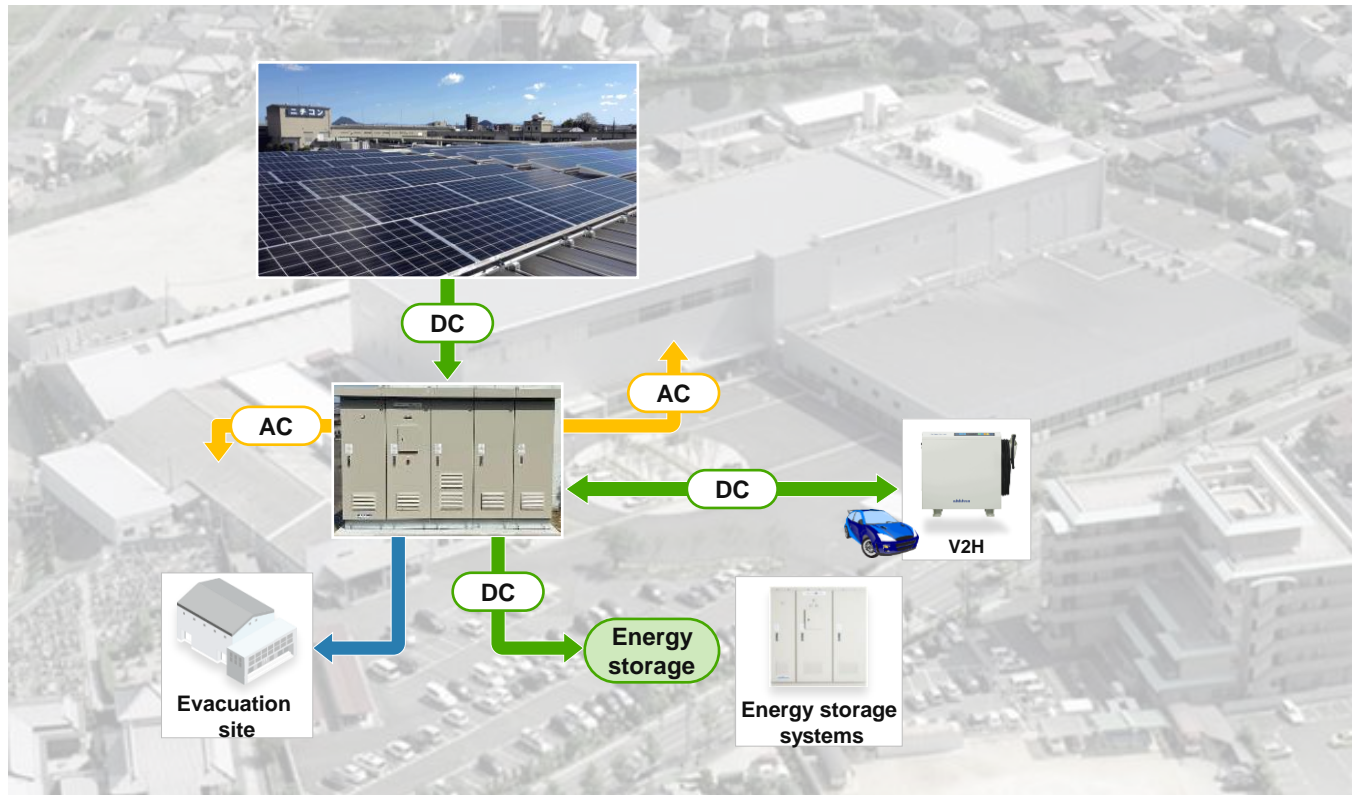 ニチコン
DC
AC
AC
DC
V2H
DC
Energy
storage
Evacuation
site
Energy storage
systems